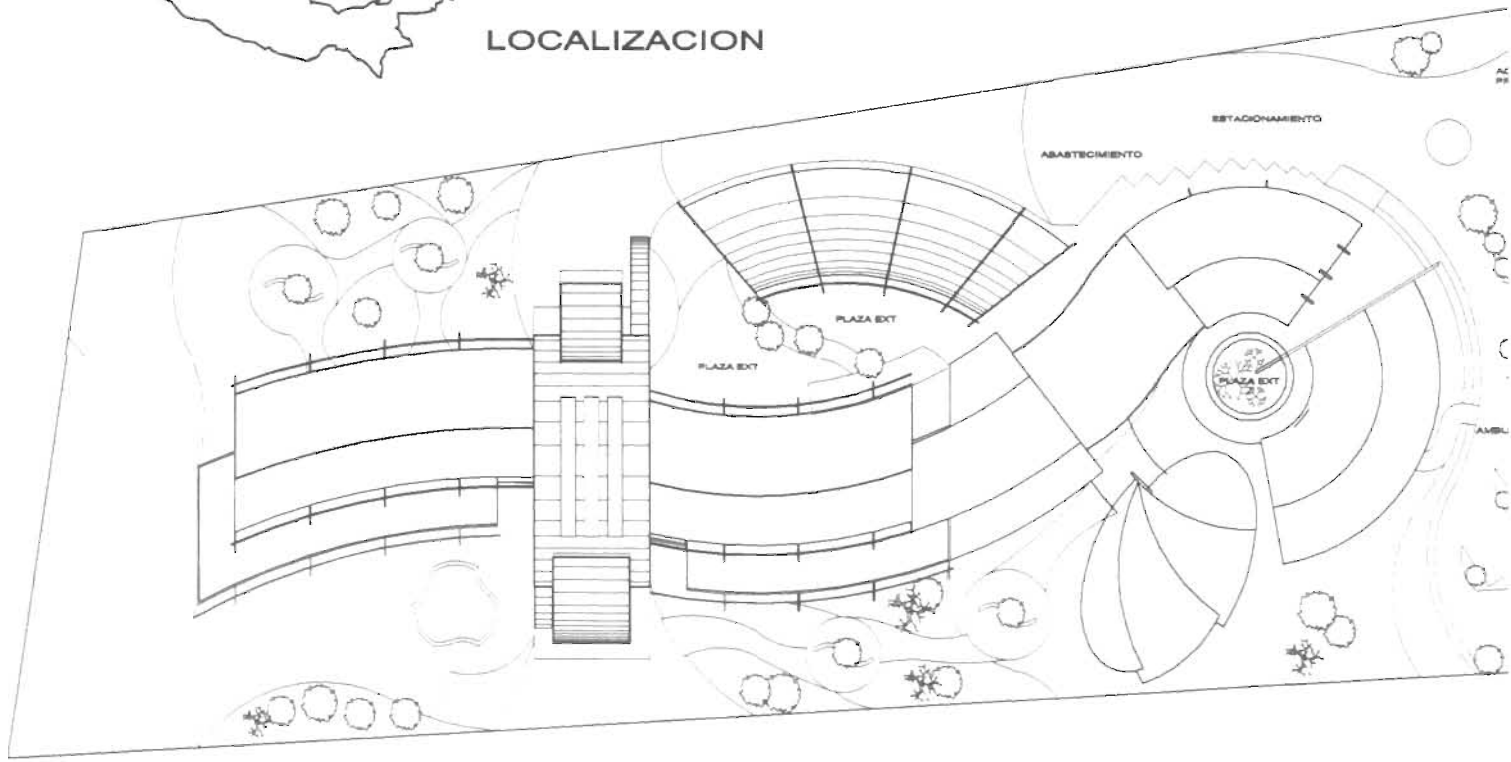 LOCALIZACION
ESTACIONAMIENTO
ABASTECIMIENTO
PLAZA EXT
PLAZA EXT
PLAZA EXT